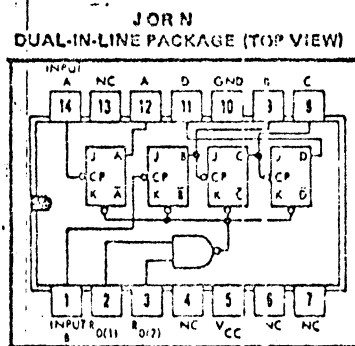 J OR N
DUAL-IN-LINE PACKAGE (TOP VIEW)
INPUT
A NC A D GND B C
14 13 12 11 10 9 8
J A J B J C J D
CP CP CP CP
K Ā K B̄ K C̄ K D̄
1 2 3 4 5 6 7
INPUT R0(1) R0(2) NC VCC NC NC
B